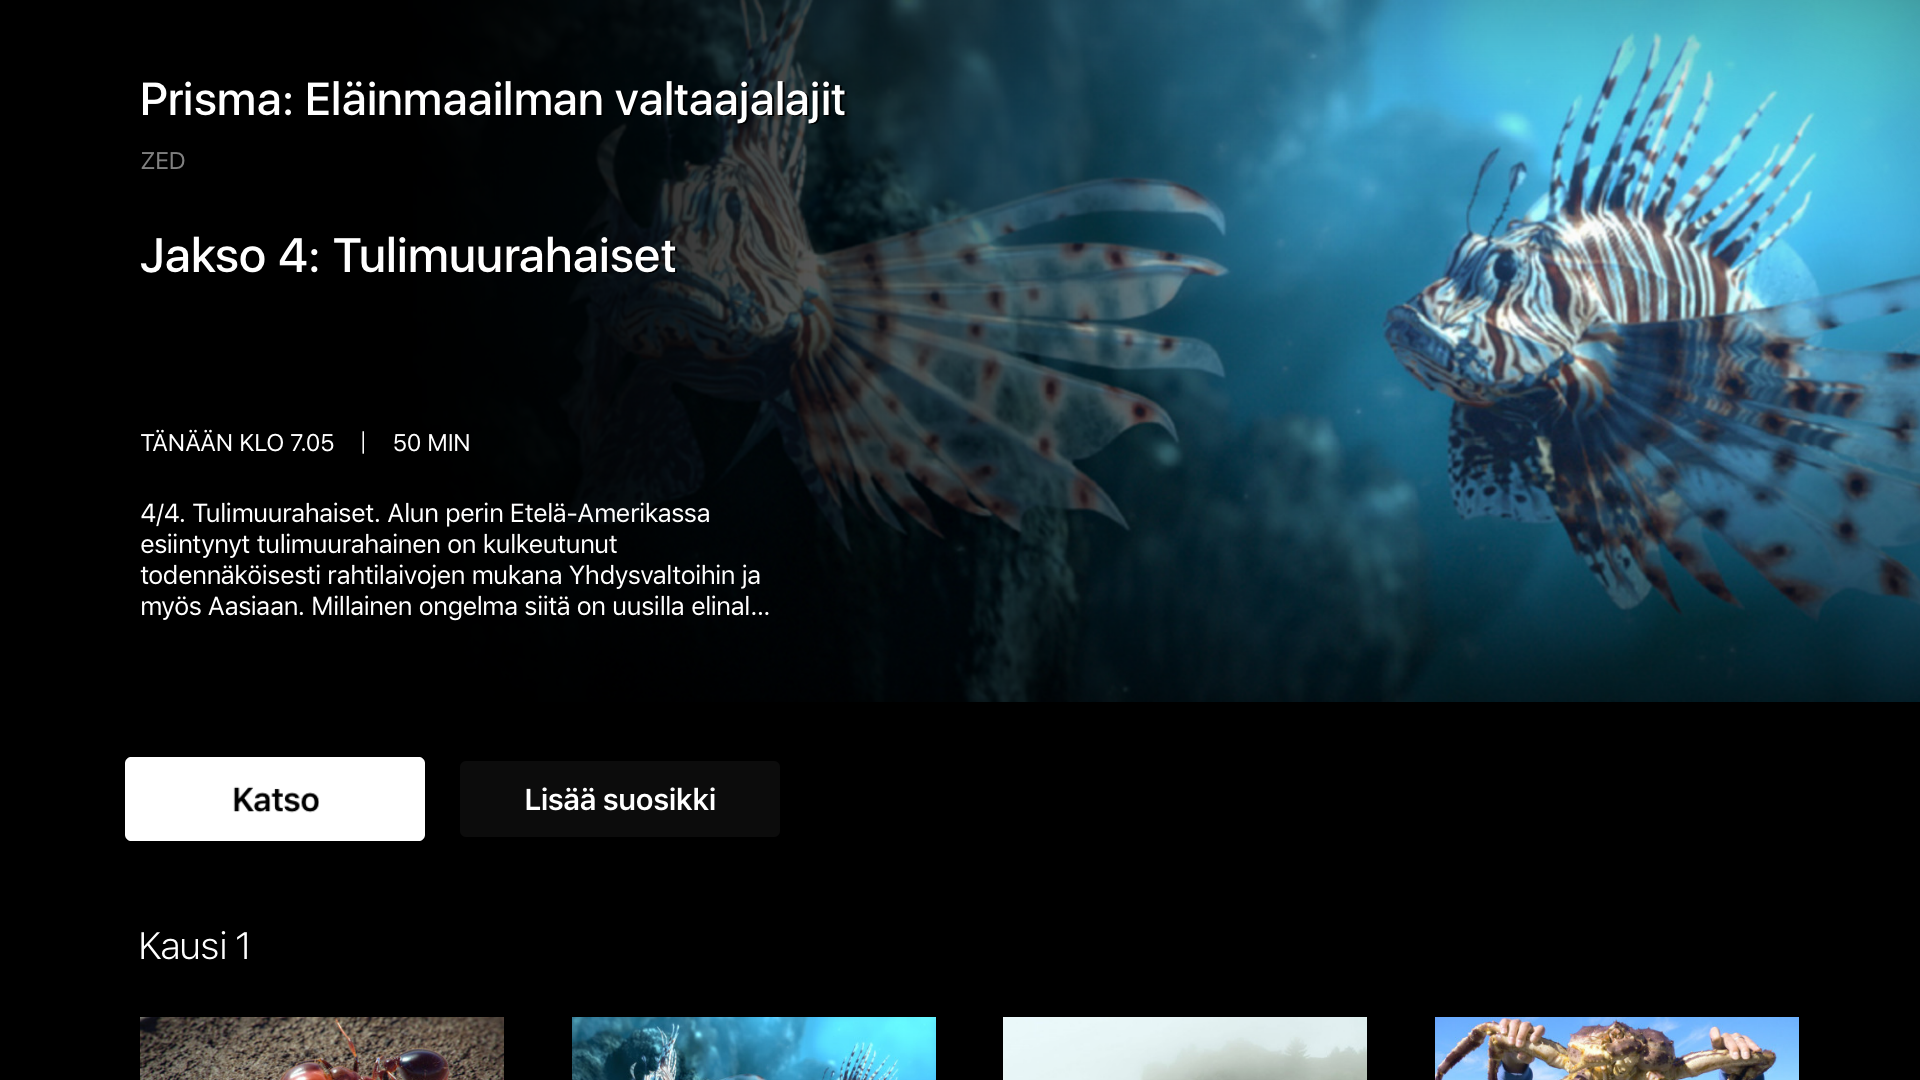 Prisma: Eläinmaailman valtaajalajit
ZED
Jakso 4: Tulimuurahaiset
TÄNÄÄN KLO 7.05 | 50 MIN
4/4. Tulimuurahaiset. Alun perin Etelä-Amerikassa
esiintynyt tulimuurahainen on kulkeutunut
todennäköisesti rahtilaivojen mukana Yhdysvaltoihin ja
myös Aasiaan. Millainen ongelma siitä on uusilla elinal...
Katso
Lisää suosikki
Kausi 1